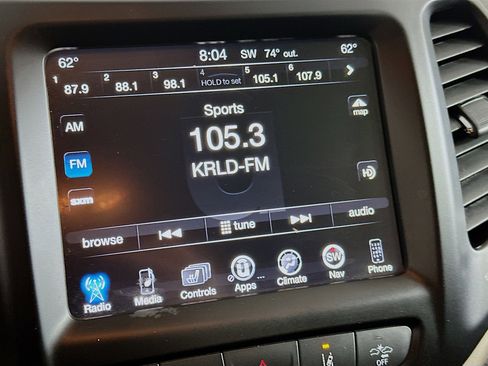 62° 8:04 SW 74° out. 62°
1 87.9 2 88.1 3 98.1 4 HOLD to set 5 105.1 6 107.9
Sports
AM 105.3 map
FM KRLD-FM
sxm
browse tune audio
Radio Media Controls Apps ... Climate SW Nav Phone
OFF